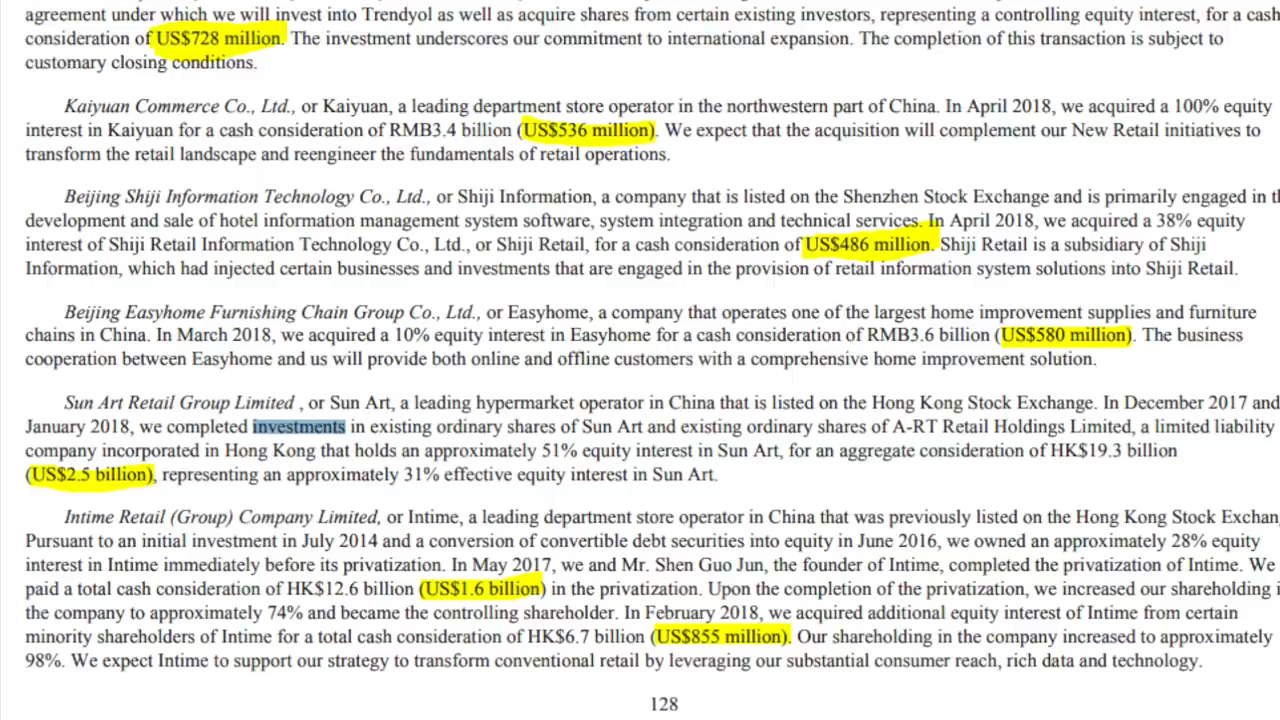 agreement under which we will invest into Trendyol as well as acquire shares from certain existing investors, representing a controlling equity interest, for a cash
consideration of US$728 million. The investment underscores our commitment to international expansion. The completion of this transaction is subject to
customary closing conditions.
Kaiyuan Commerce Co., Ltd., or Kaiyuan, a leading department store operator in the northwestern part of China. In April 2018, we acquired a 100% equity
interest in Kaiyuan for a cash consideration of RMB3.4 billion (US$536 million). We expect that the acquisition will complement our New Retail initiatives to
transform the retail landscape and reengineer the fundamentals of retail operations.
Beijing Shiji Information Technology Co., Ltd., or Shiji Information, a company that is listed on the Shenzhen Stock Exchange and is primarily engaged in
development and sale of hotel information management system software, system integration and technical services. In April 2018, we acquired a 38% equity
interest of Shiji Retail Information Technology Co., Ltd., or Shiji Retail, for a cash consideration of US$486 million. Shiji Retail is a subsidiary of Shiji
Information, which had injected certain businesses and investments that are engaged in the provision of retail information system solutions into Shiji Retail.
Beijing Easyhome Furnishing Chain Group Co., Ltd., or Easyhome, a company that operates one of the largest home improvement supplies and furniture
chains in China. In March 2018, we acquired a 10% equity interest in Easyhome for a cash consideration of RMB3.6 billion (US$580 million). The business
cooperation between Easyhome and us will provide both online and offline customers with a comprehensive home improvement solution.
Sun Art Retail Group Limited , or Sun Art, a leading hypermarket operator in China that is listed on the Hong Kong Stock Exchange. In December 2017 and
January 2018, we completed investments in existing ordinary shares of Sun Art and existing ordinary shares of A-RT Retail Holdings Limited, a limited liability
company incorporated in Hong Kong that holds an approximately 51% equity interest in Sun Art, for an aggregate consideration of HK$19.3 billion
(US$2.5 billion), representing an approximately 31% effective equity interest in Sun Art.
Intime Retail (Group) Company Limited, or Intime, a leading department store operator in China that was previously listed on the Hong Kong Stock
Pursuant to an initial investment in July 2014 and a conversion of convertible debt securities into equity in June 2016, we owned an approximately 28% equity
interest in Intime immediately before its privatization. In May 2017, we and Mr. Shen Guo Jun, the founder of Intime, completed the privatization of Intime. We
paid a total cash consideration of HK$12.6 billion (US$1.6 billion) in the privatization. Upon the completion of the privatization, we increased our shareholding
the company to approximately 74% and became the controlling shareholder. In February 2018, we acquired additional equity interest of Intime from certain
minority shareholders of Intime for a total cash consideration of HK$6.7 billion (US$855 million). Our shareholding in the company increased to approximately
98%. We expect Intime to support our strategy to transform conventional retail by leveraging our substantial consumer reach, rich data and technology.
128